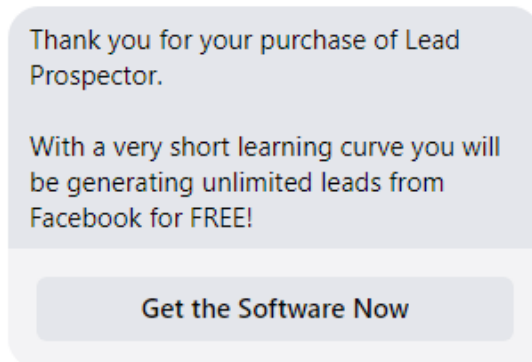 Thank you for your purchase of Lead
Prospector.
With a very short learning curve you will
be generating unlimited leads from
Facebook for FREE!
Get the Software Now